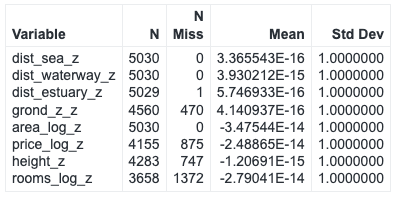 Variable N N Miss Mean Std Dev
dist_sea_z 5030 0 3.365543E-16 1.0000000
dist_waterway_z 5030 0 3.930212E-15 1.0000000
dist_estuary_z 5029 1 5.746933E-16 1.0000000
grond_z_z 4560 470 4.140937E-16 1.0000000
area_log_z 5030 0 -3.47544E-14 1.0000000
price_log_z 4155 875 -2.48865E-14 1.0000000
height_z 4283 747 -1.20691E-15 1.0000000
rooms_log_z 3658 1372 -2.79041E-14 1.0000000